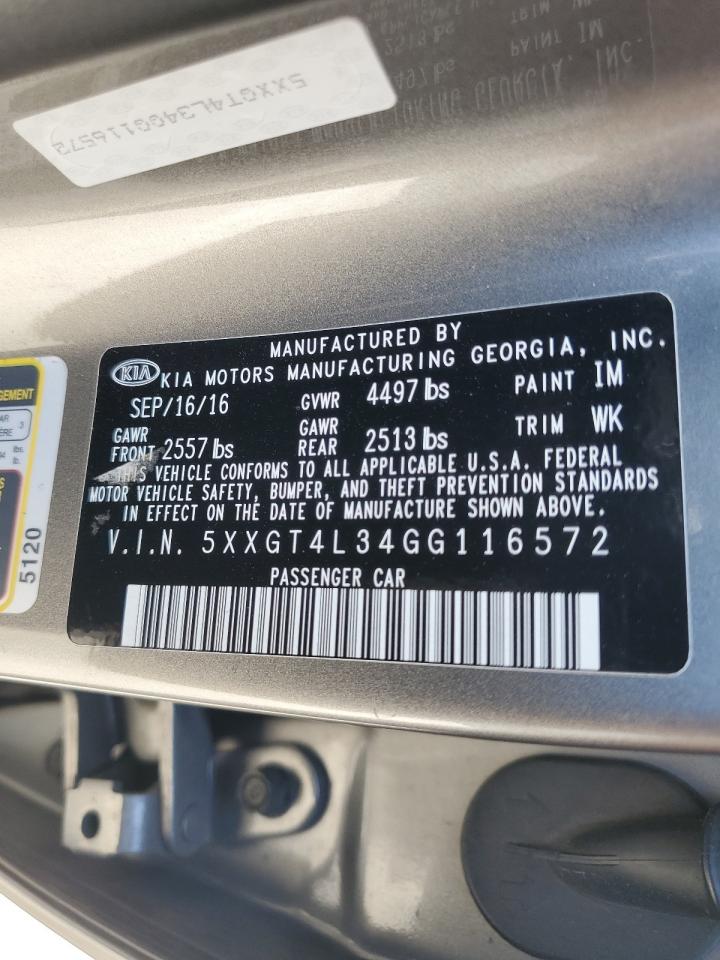 5XXGT4L34GG116572
MANUFACTURED BY
KIA KIA MOTORS MANUFACTURING GEORGIA, INC.
SEP/16/16 GVWR 4497 lbs PAINT IM
GAWR FRONT 2557 lbs GAWR REAR 2513 lbs TRIM WK
THIS VEHICLE CONFORMS TO ALL APPLICABLE U.S.A. FEDERAL
MOTOR VEHICLE SAFETY, BUMPER, AND THEFT PREVENTION STANDARDS
IN EFFECT ON THE DATE OF MANUFACTURE SHOWN ABOVE.
V.I.N. 5XXGT4L34GG116572
PASSENGER CAR
5120